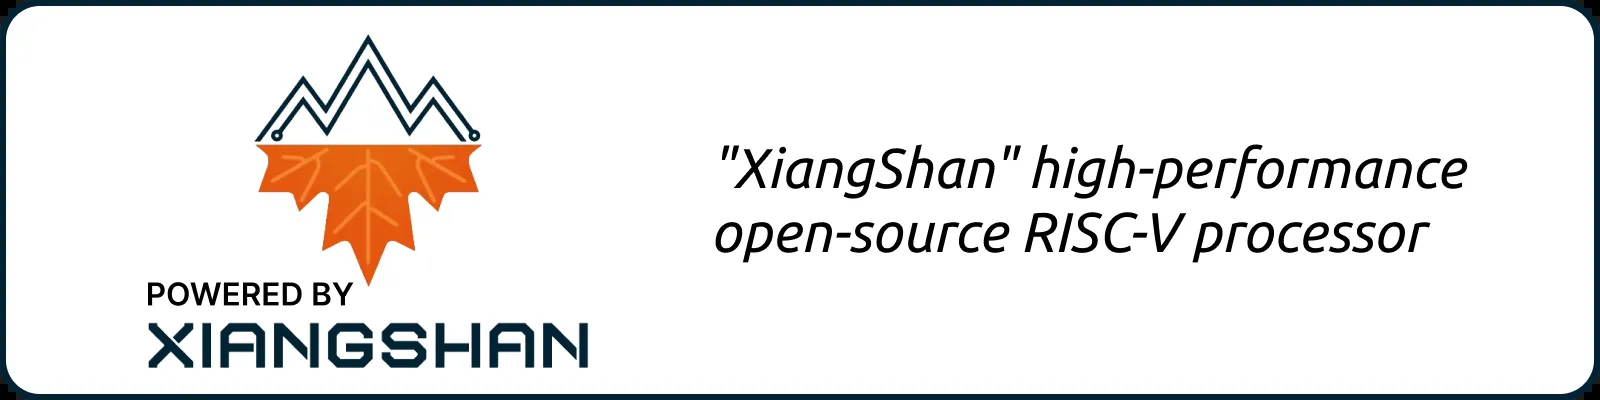 POWERED BY
XIANGSHAN
"XiangShan" high-performance
open-source RISC-V processor